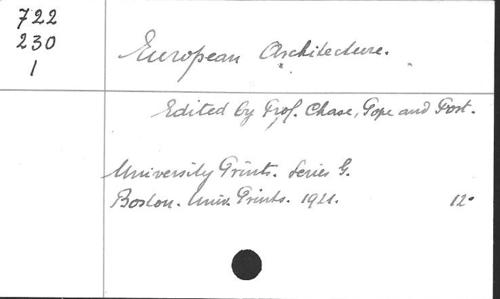 722
230
1
European Architecture.
Edited by Prof. Chase, Pope and Post.
University Prints. Series G.
Boston. Univ. Prints. 1921. 12°